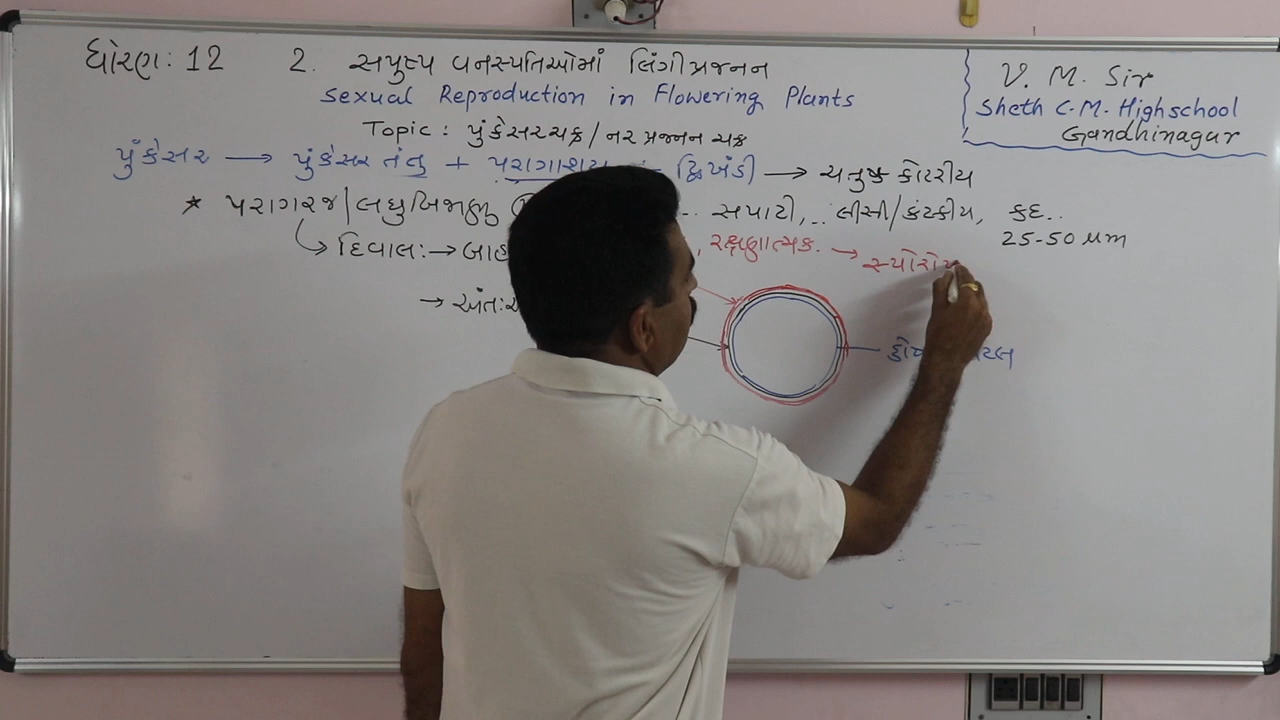 ધોરણ: 12
2. સપુષ્પ વનસ્પતિઓમાં લિંગીપ્રજનન
Sexual Reproduction in Flowering Plants
V. M. Sir
Sheth C.M. Highschool
Gandhinagar
Topic: પુંકેસરચક્ર/નર પ્રજનન ચક્ર
પુંકેસર → પુંકેસર તંતુ + પરાગાશય દ્વિખંડી → ચતુષ્ક કોટરીય
* પરાગરજ/લઘુબિજાણુ સપાટી, .. લીસી/કંટકીય, કદ..
25-50 µm
→ દિવાલ: → બાહ્ય , રક્ષણાત્મક. → સ્પોરો
→ અંત: